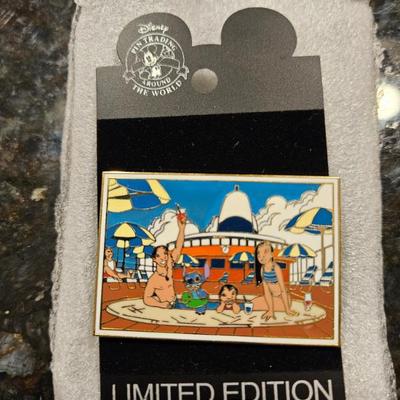 Disney
PIN TRADING
AROUND
THE WORLD
LIMITED EDITION